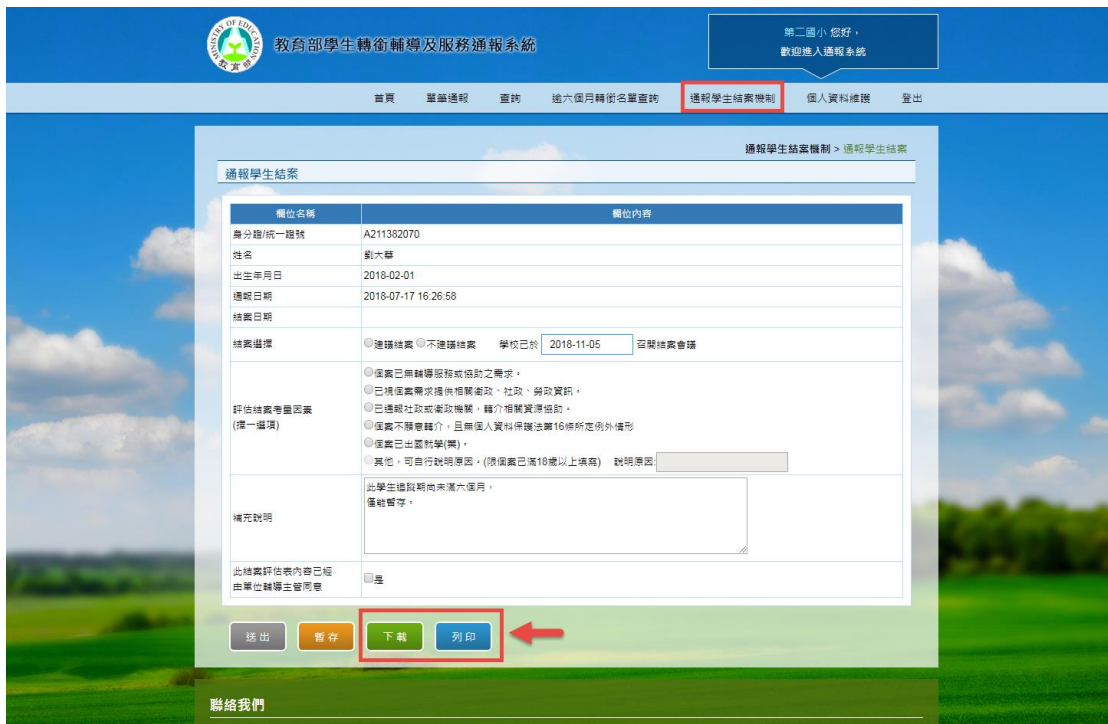 MINISTRY OF EDUCATION
教育部
教育部學生轉銜輔導及服務通報系統
第二國小 您好，
歡迎進入通報系統
首頁 單筆通報 查詢 逾六個月轉銜名單查詢 通報學生結案機制 個人資料維護 登出
通報學生結案機制 > 通報學生結案
通報學生結案
欄位名稱 欄位內容
身分證/統一證號 A211382070
姓名 劉大華
出生年月日 2018-02-01
通報日期 2018-07-17 16:26:58
結案日期
結案選擇 建議結案 不建議結案 學校已於 2018-11-05 召開結案會議
評估結案考量因素
(擇一選項)
個案已無輔導服務或協助之需求。
已視個案需求提供相關衛政、社政、勞政資訊。
已通報社政或衛政機關，轉介相關資源協助。
個案不願意轉介，且無個人資料保護法第16條所定例外情形
個案已出國就學(業)。
其他，可自行說明原因。(限個案已滿18歲以上填寫) 說明原因:
補充說明
此學生追蹤期尚未滿六個月，
僅能暫存。
此結案評估表內容已經
由單位輔導主管同意
是
送出 暫存 下載 列印
聯絡我們